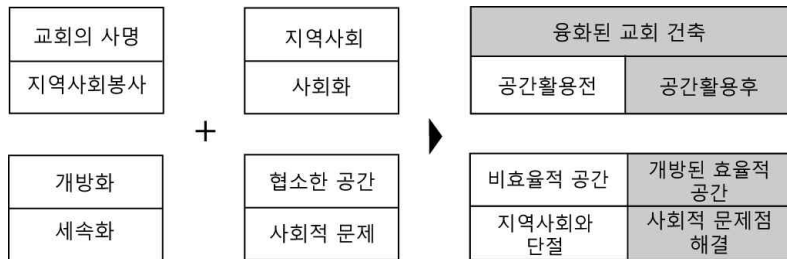 교회의 사명
지역사회봉사
지역사회
사회화
융화된 교회 건축
공간활용전
공간활용후
+
개방화
세속화
협소한 공간
사회적 문제
비효율적 공간
개방된 효율적
공간
지역사회와
단절
사회적 문제점
해결